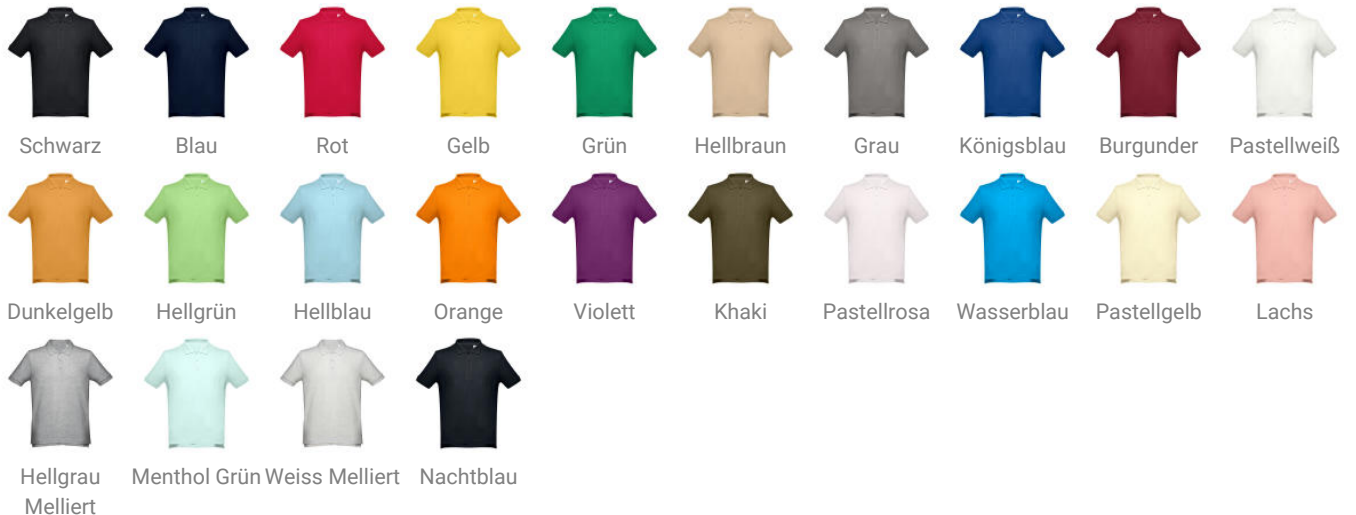 Schwarz
Blau
Rot
Gelb
Grün
Hellbraun
Grau
Königsblau
Burgunder
Pastellweiß
Dunkelgelb
Hellgrün
Hellblau
Orange
Violett
Khaki
Pastellrosa
Wasserblau
Pastellgelb
Lachs
Hellgrau
Melliert
Menthol Grün
Weiss Melliert
Nachtblau